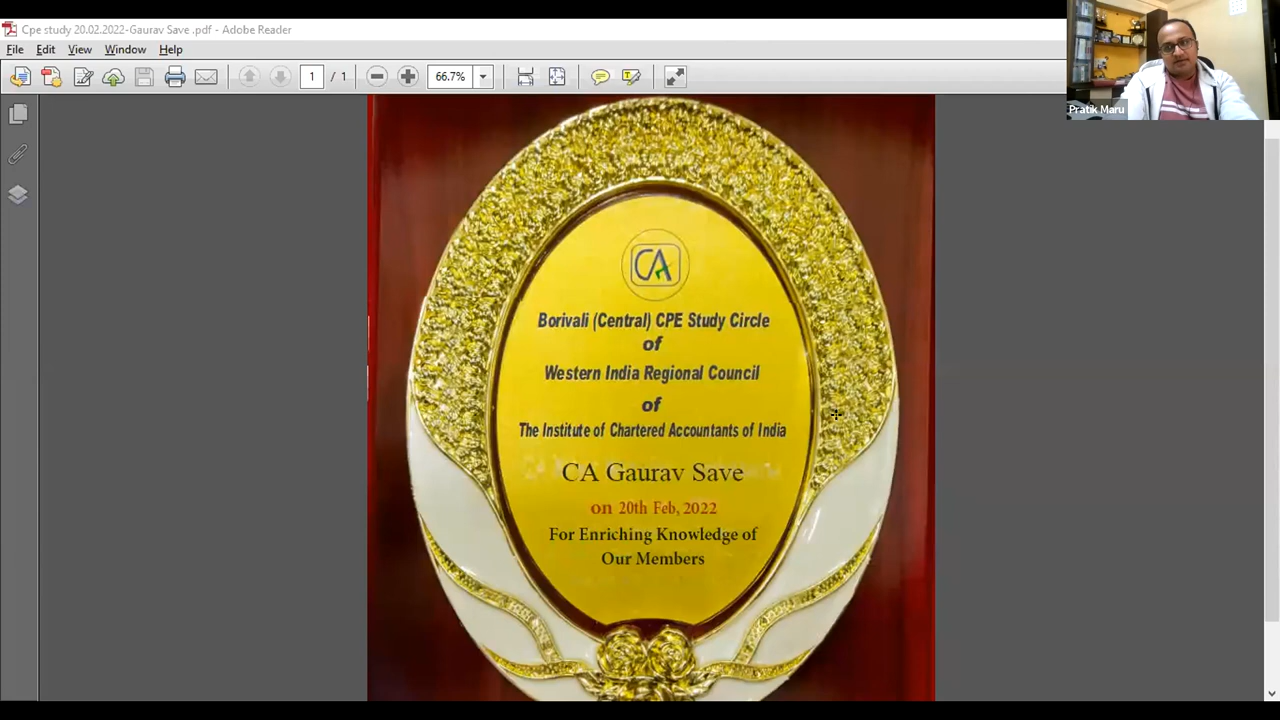 Cpe study 20.02.2022-Gaurav Save .pdf - Adobe Reader
File Edit View Window Help
1 / 1 66.7%
Pratik Maru
CA
Borivali (Central) CPE Study Circle
of
Western India Regional Council
of
The Institute of Chartered Accountants of India
CA Gaurav Save
on 20th Feb, 2022
For Enriching Knowledge of
Our Members